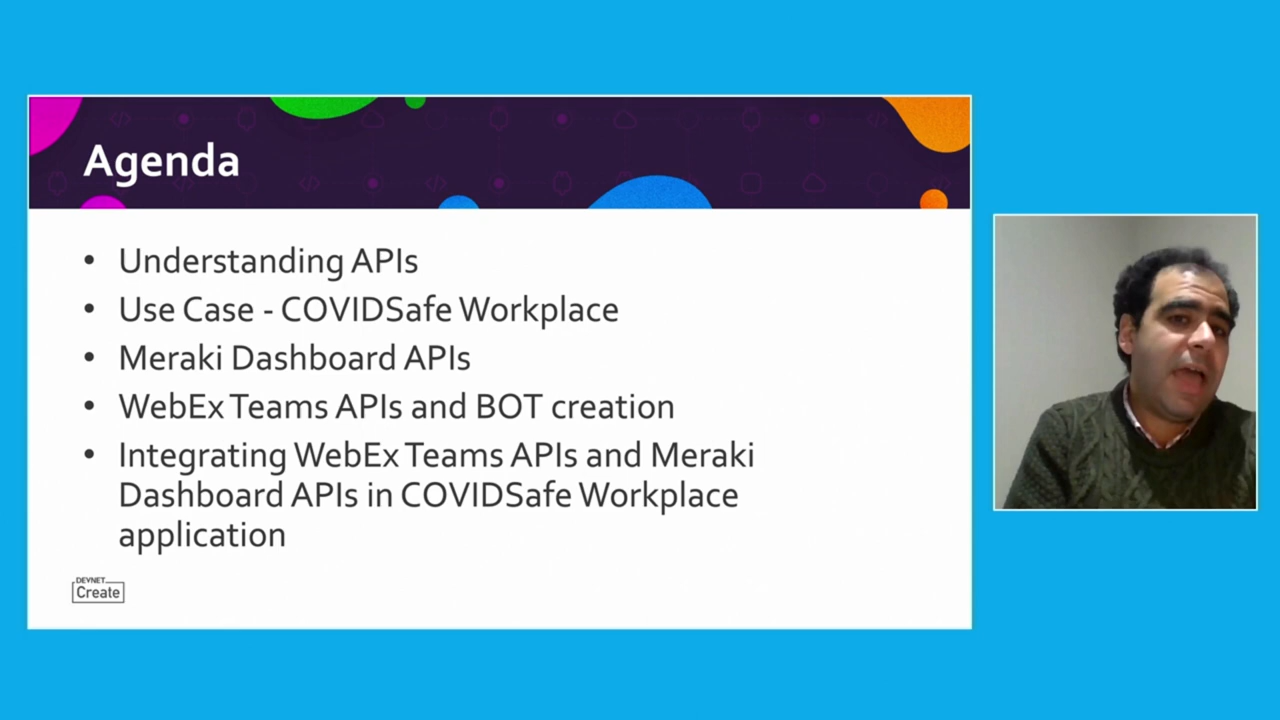 Agenda
• Understanding APIs
• Use Case - COVIDSafe Workplace
• Meraki Dashboard APIs
• WebEx Teams APIs and BOT creation
• Integrating WebEx Teams APIs and Meraki
Dashboard APIs in COVIDSafe Workplace
application
DEVNET
Create